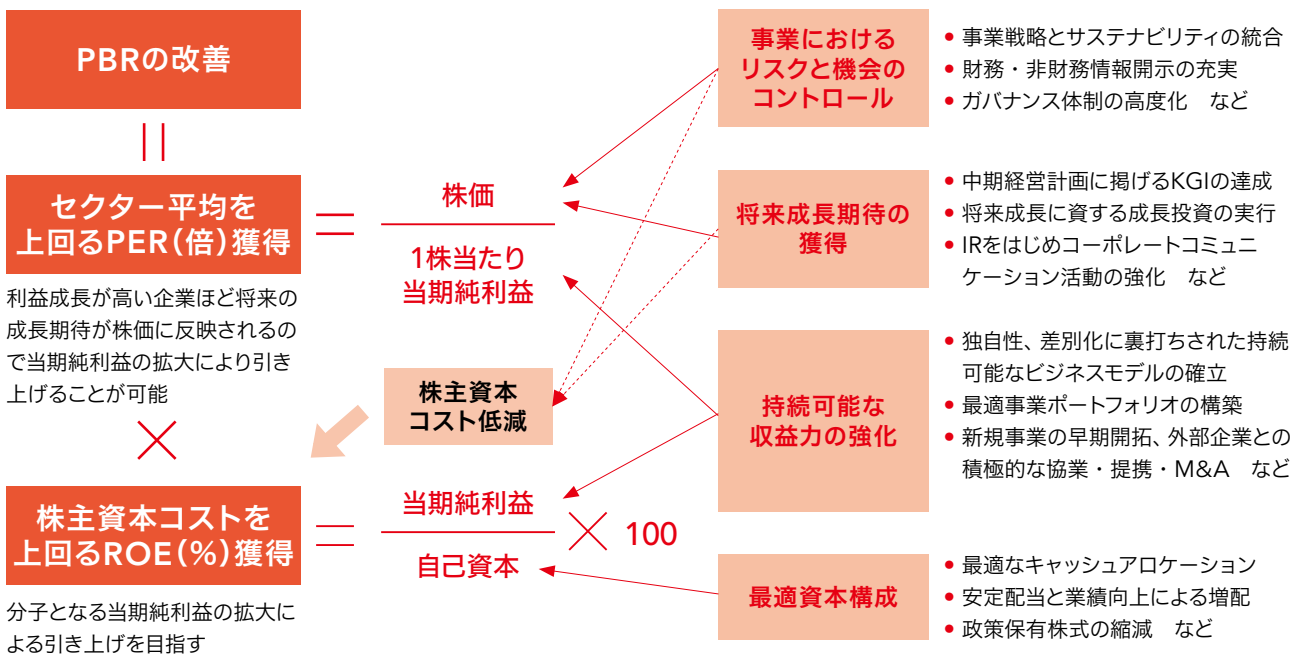 PBRの改善
セクター平均を
上回るPER(倍)獲得
利益成長が高い企業ほど将来の
成長期待が株価に反映されるの
で当期純利益の拡大により引き
上げることが可能
株主資本コストを
上回るROE(%)獲得
分子となる当期純利益の拡大に
よる引き上げを目指す
株価
1株当たり
当期純利益
株主資本
コスト低減
当期純利益
自己資本
100
事業における
リスクと機会の
コントロール
• 事業戦略とサステナビリティの統合
• 財務・非財務情報開示の充実
• ガバナンス体制の高度化 など
将来成長期待の
獲得
• 中期経営計画に掲げるKGIの達成
• 将来成長に資する成長投資の実行
• IRをはじめコーポレートコミュニ
ケーション活動の強化 など
持続可能な
収益力の強化
• 独自性、差別化に裏打ちされた持続
可能なビジネスモデルの確立
• 最適事業ポートフォリオの構築
• 新規事業の早期開拓、外部企業との
積極的な協業・提携・M&A など
最適資本構成
• 最適なキャッシュアロケーション
• 安定配当と業績向上による増配
• 政策保有株式の縮減 など